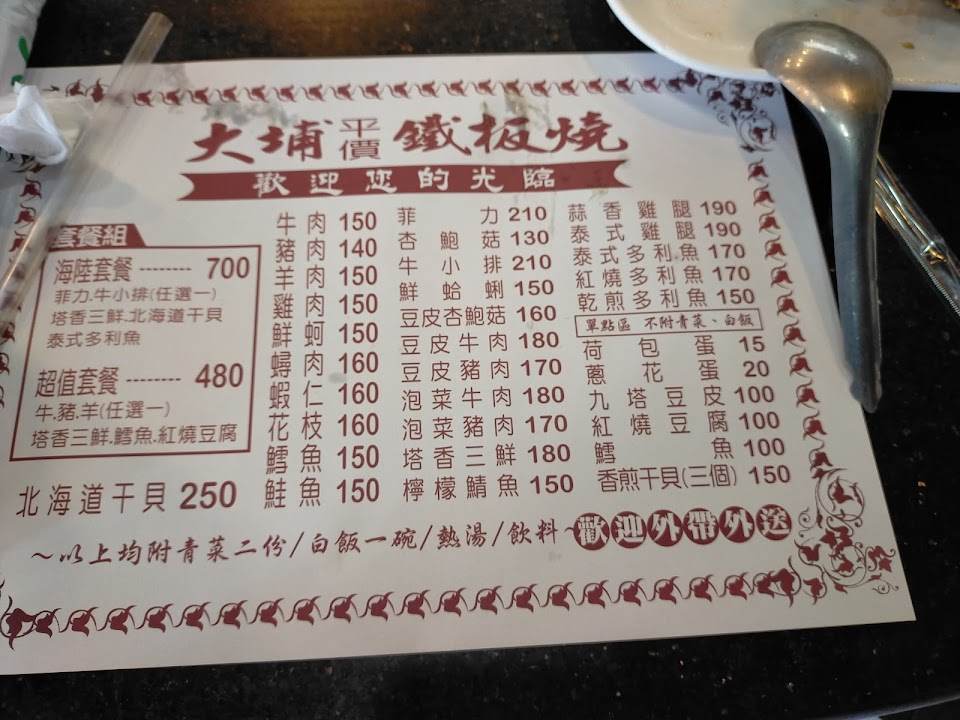 大埔平價鐵板燒
歡迎您的光臨
套餐組
海陸套餐 -------- 700
菲力.牛小排(任選一)
塔香三鮮.北海道干貝
泰式多利魚
超值套餐 -------- 480
牛.豬.羊(任選一)
塔香三鮮.鱈魚.紅燒豆腐
北海道干貝 250
牛肉 150
豬肉 140
羊肉 150
雞肉 150
鮮蚵 150
蟳肉 160
蝦仁 160
花枝 160
鱈魚 150
鮭魚 150
菲力 210
杏鮑菇 130
牛小排 210
鮮蛤蜊 150
豆皮杏鮑菇 160
豆皮牛肉 180
豆皮豬肉 170
泡菜牛肉 180
泡菜豬肉 170
塔香三鮮 180
檸檬鯖魚 150
蒜香雞腿 190
泰式雞腿 190
泰式多利魚 170
紅燒多利魚 170
乾煎多利魚 150
單點區 不附青菜、白飯
荷包蛋 15
蔥花蛋 20
九塔豆皮 100
紅燒豆腐 100
鱈魚 100
香煎干貝(三個) 150
～以上均附青菜二份/白飯一碗/熱湯/飲料～歡迎外帶外送